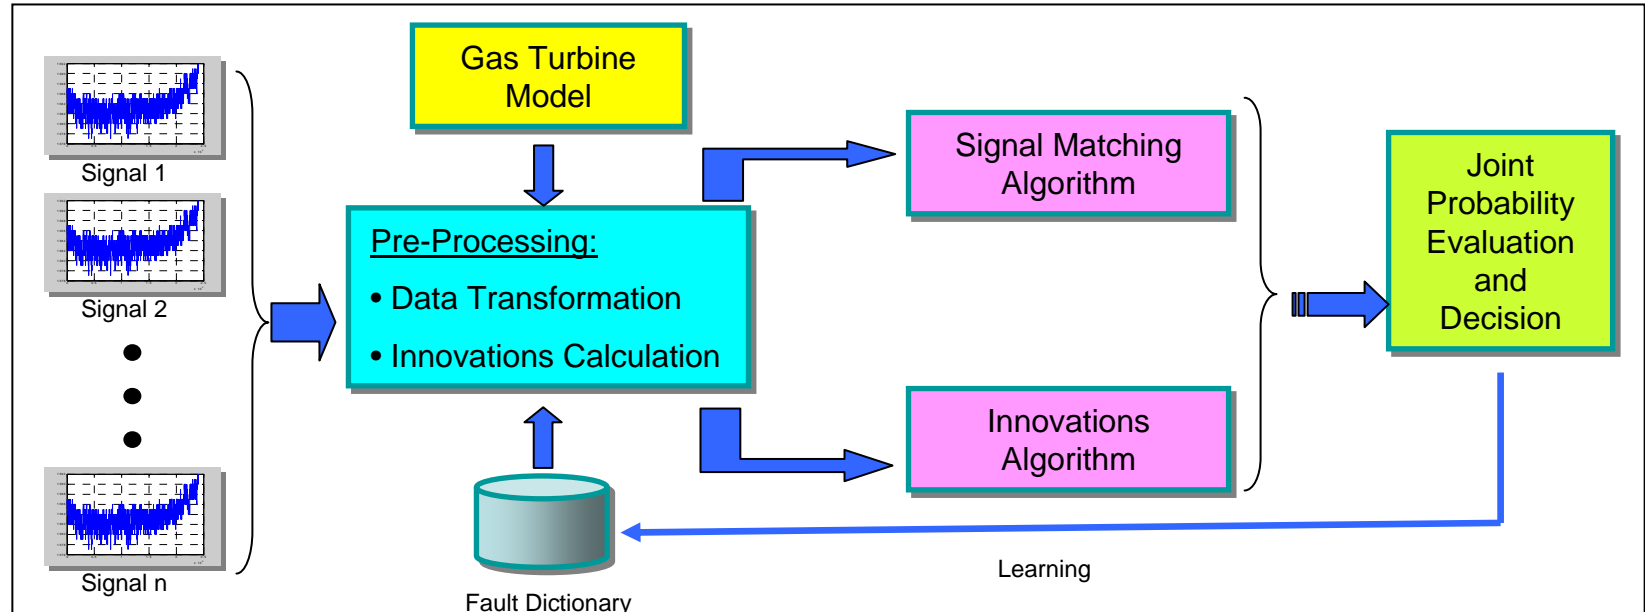 Signal 1
Signal 2
Signal n
Gas Turbine
Model
Pre-Processing:
• Data Transformation
• Innovations Calculation
Fault Dictionary
Signal Matching
Algorithm
Innovations
Algorithm
Joint
Probability
Evaluation
and
Decision
Learning